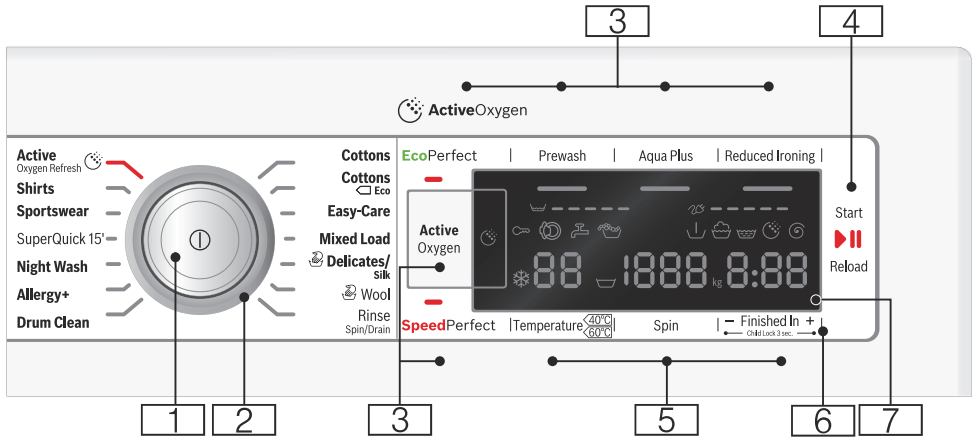 3
4
ActiveOxygen
Active
Oxygen Refresh
Shirts
Sportswear
SuperQuick 15'
Night Wash
Allergy+
Drum Clean
Cottons
Cottons
Eco
Easy-Care
Mixed Load
Delicates/
Silk
Wool
Rinse
Spin/Drain
EcoPerfect | Prewash | Aqua Plus | Reduced Ironing |
Active
Oxygen
88 1888 kg 8:88
SpeedPerfect | Temperature 40°C 60°C | Spin | – Finished In + |
Child Lock 3 sec.
Start
Reload
1
2
3
5
6
7